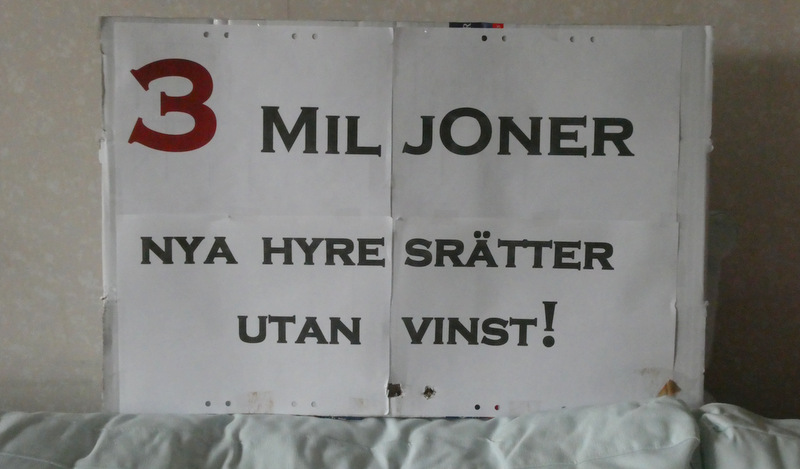 3 MILJONER
NYA HYRESRÄTTER
UTAN VINST!